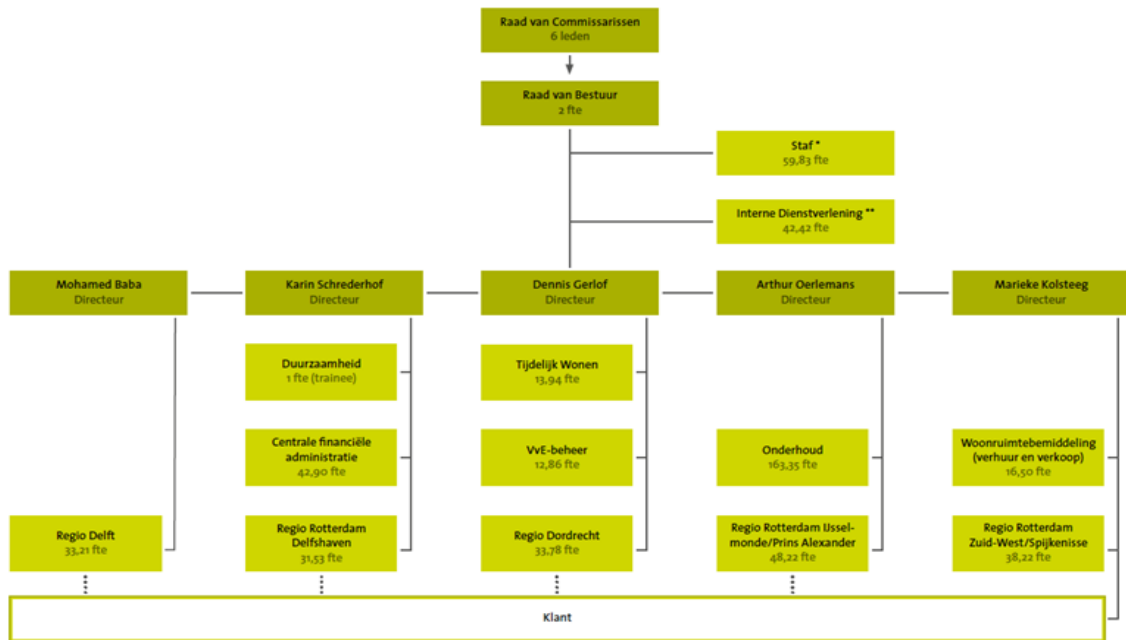 Raad van Commissarissen
6 leden
Raad van Bestuur
2 fte
Staf *
59,83 fte
Interne Dienstverlening **
42,42 fte
Mohamed Baba
Directeur
Karin Schrederhof
Directeur
Dennis Gerlof
Directeur
Arthur Oerlemans
Directeur
Marieke Kolsteeg
Directeur
Duurzaamheid
1 fte (trainee)
Tijdelijk Wonen
13,94 fte
Centrale financiële
administratie
42,90 fte
VvE-beheer
12,86 fte
Onderhoud
163,35 fte
Woonruimtebemiddeling
(verhuur en verkoop)
16,50 fte
Regio Delft
33,21 fte
Regio Rotterdam
Delfshaven
31,53 fte
Regio Dordrecht
33,78 fte
Regio Rotterdam IJssel-
monde/Prins Alexander
48,22 fte
Regio Rotterdam
Zuid-West/Spijkenisse
38,22 fte
Klant